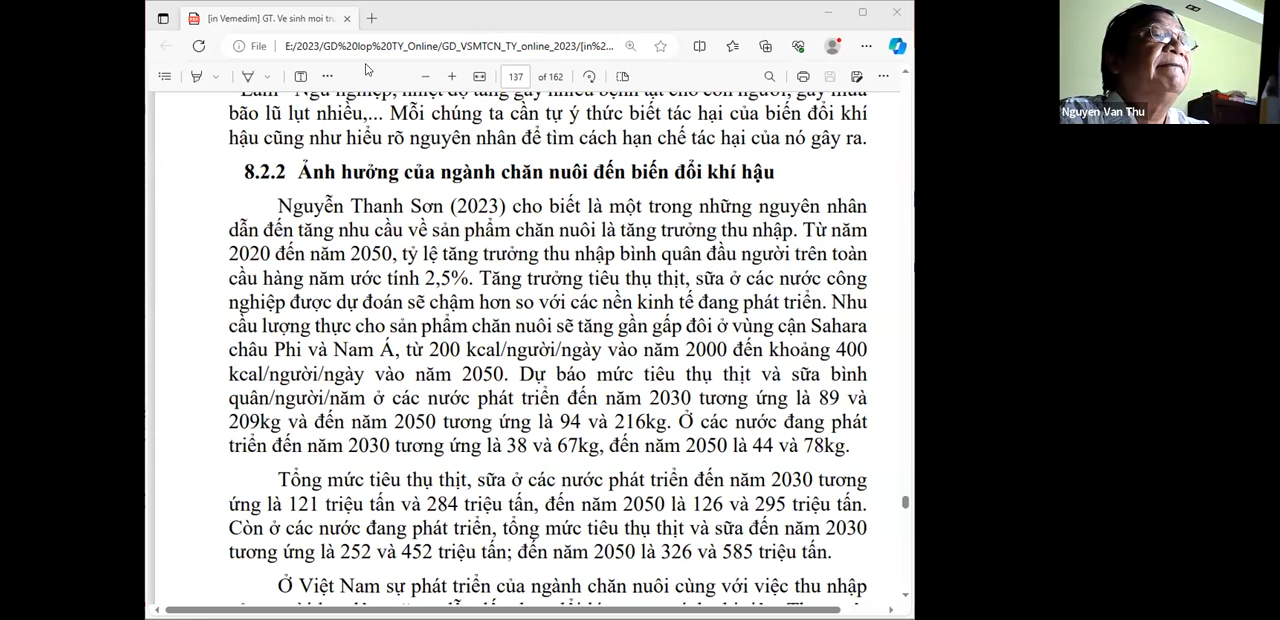 [in Vemedim] GT. Ve sinh moi tru
File
E:/2023/GD%20lop%20TY_Online/GD_VSMTCN_TY_online_2023/[in%2...
137 of 162
bão lũ lụt nhiều,... Mỗi chúng ta cần tự ý thức biết tác hại của biến đổi khí
hậu cũng như hiểu rõ nguyên nhân để tìm cách hạn chế tác hại của nó gây ra.
8.2.2 Ảnh hưởng của ngành chăn nuôi đến biến đổi khí hậu
Nguyễn Thanh Sơn (2023) cho biết là một trong những nguyên nhân
dẫn đến tăng nhu cầu về sản phẩm chăn nuôi là tăng trưởng thu nhập. Từ năm
2020 đến năm 2050, tỷ lệ tăng trưởng thu nhập bình quân đầu người trên toàn
cầu hàng năm ước tính 2,5%. Tăng trưởng tiêu thụ thịt, sữa ở các nước công
nghiệp được dự đoán sẽ chậm hơn so với các nền kinh tế đang phát triển. Nhu
cầu lượng thực cho sản phẩm chăn nuôi sẽ tăng gần gấp đôi ở vùng cận Sahara
châu Phi và Nam Á, từ 200 kcal/người/ngày vào năm 2000 đến khoảng 400
kcal/người/ngày vào năm 2050. Dự báo mức tiêu thụ thịt và sữa bình
quân/người/năm ở các nước phát triển đến năm 2030 tương ứng là 89 và
209kg và đến năm 2050 tương ứng là 94 và 216kg. Ở các nước đang phát
triển đến năm 2030 tương ứng là 38 và 67kg, đến năm 2050 là 44 và 78kg.
Tổng mức tiêu thụ thịt, sữa ở các nước phát triển đến năm 2030 tương
ứng là 121 triệu tấn và 284 triệu tấn, đến năm 2050 là 126 và 295 triệu tấn.
Còn ở các nước đang phát triển, tổng mức tiêu thụ thịt và sữa đến năm 2030
tương ứng là 252 và 452 triệu tấn; đến năm 2050 là 326 và 585 triệu tấn.
Ở Việt Nam sự phát triển của ngành chăn nuôi cùng với việc thu nhập
Nguyen Van Thu